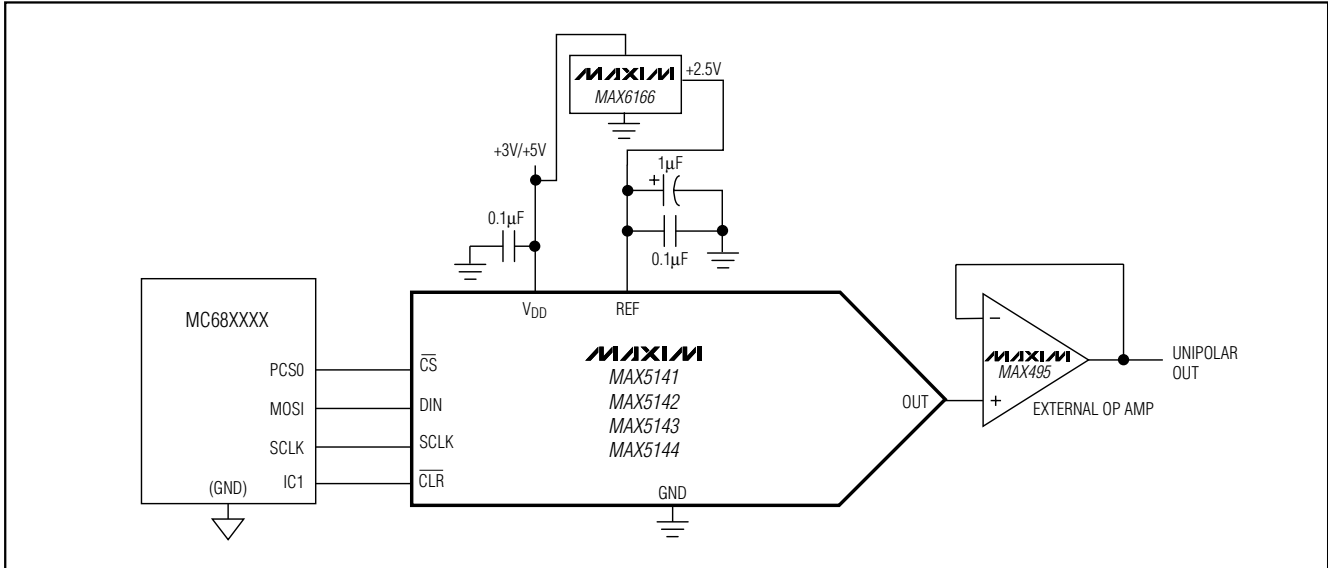 MAXIM
MAX6166
+2.5V
+3V/+5V
1µF
+
0.1µF
0.1µF
MC68XXXX
PCS0
MOSI
SCLK
IC1
(GND)
VDD
REF
CS
DIN
SCLK
CLR
MAXIM
MAX5141
MAX5142
MAX5143
MAX5144
OUT
GND
−
MAXIM
MAX495
+
EXTERNAL OP AMP
UNIPOLAR
OUT